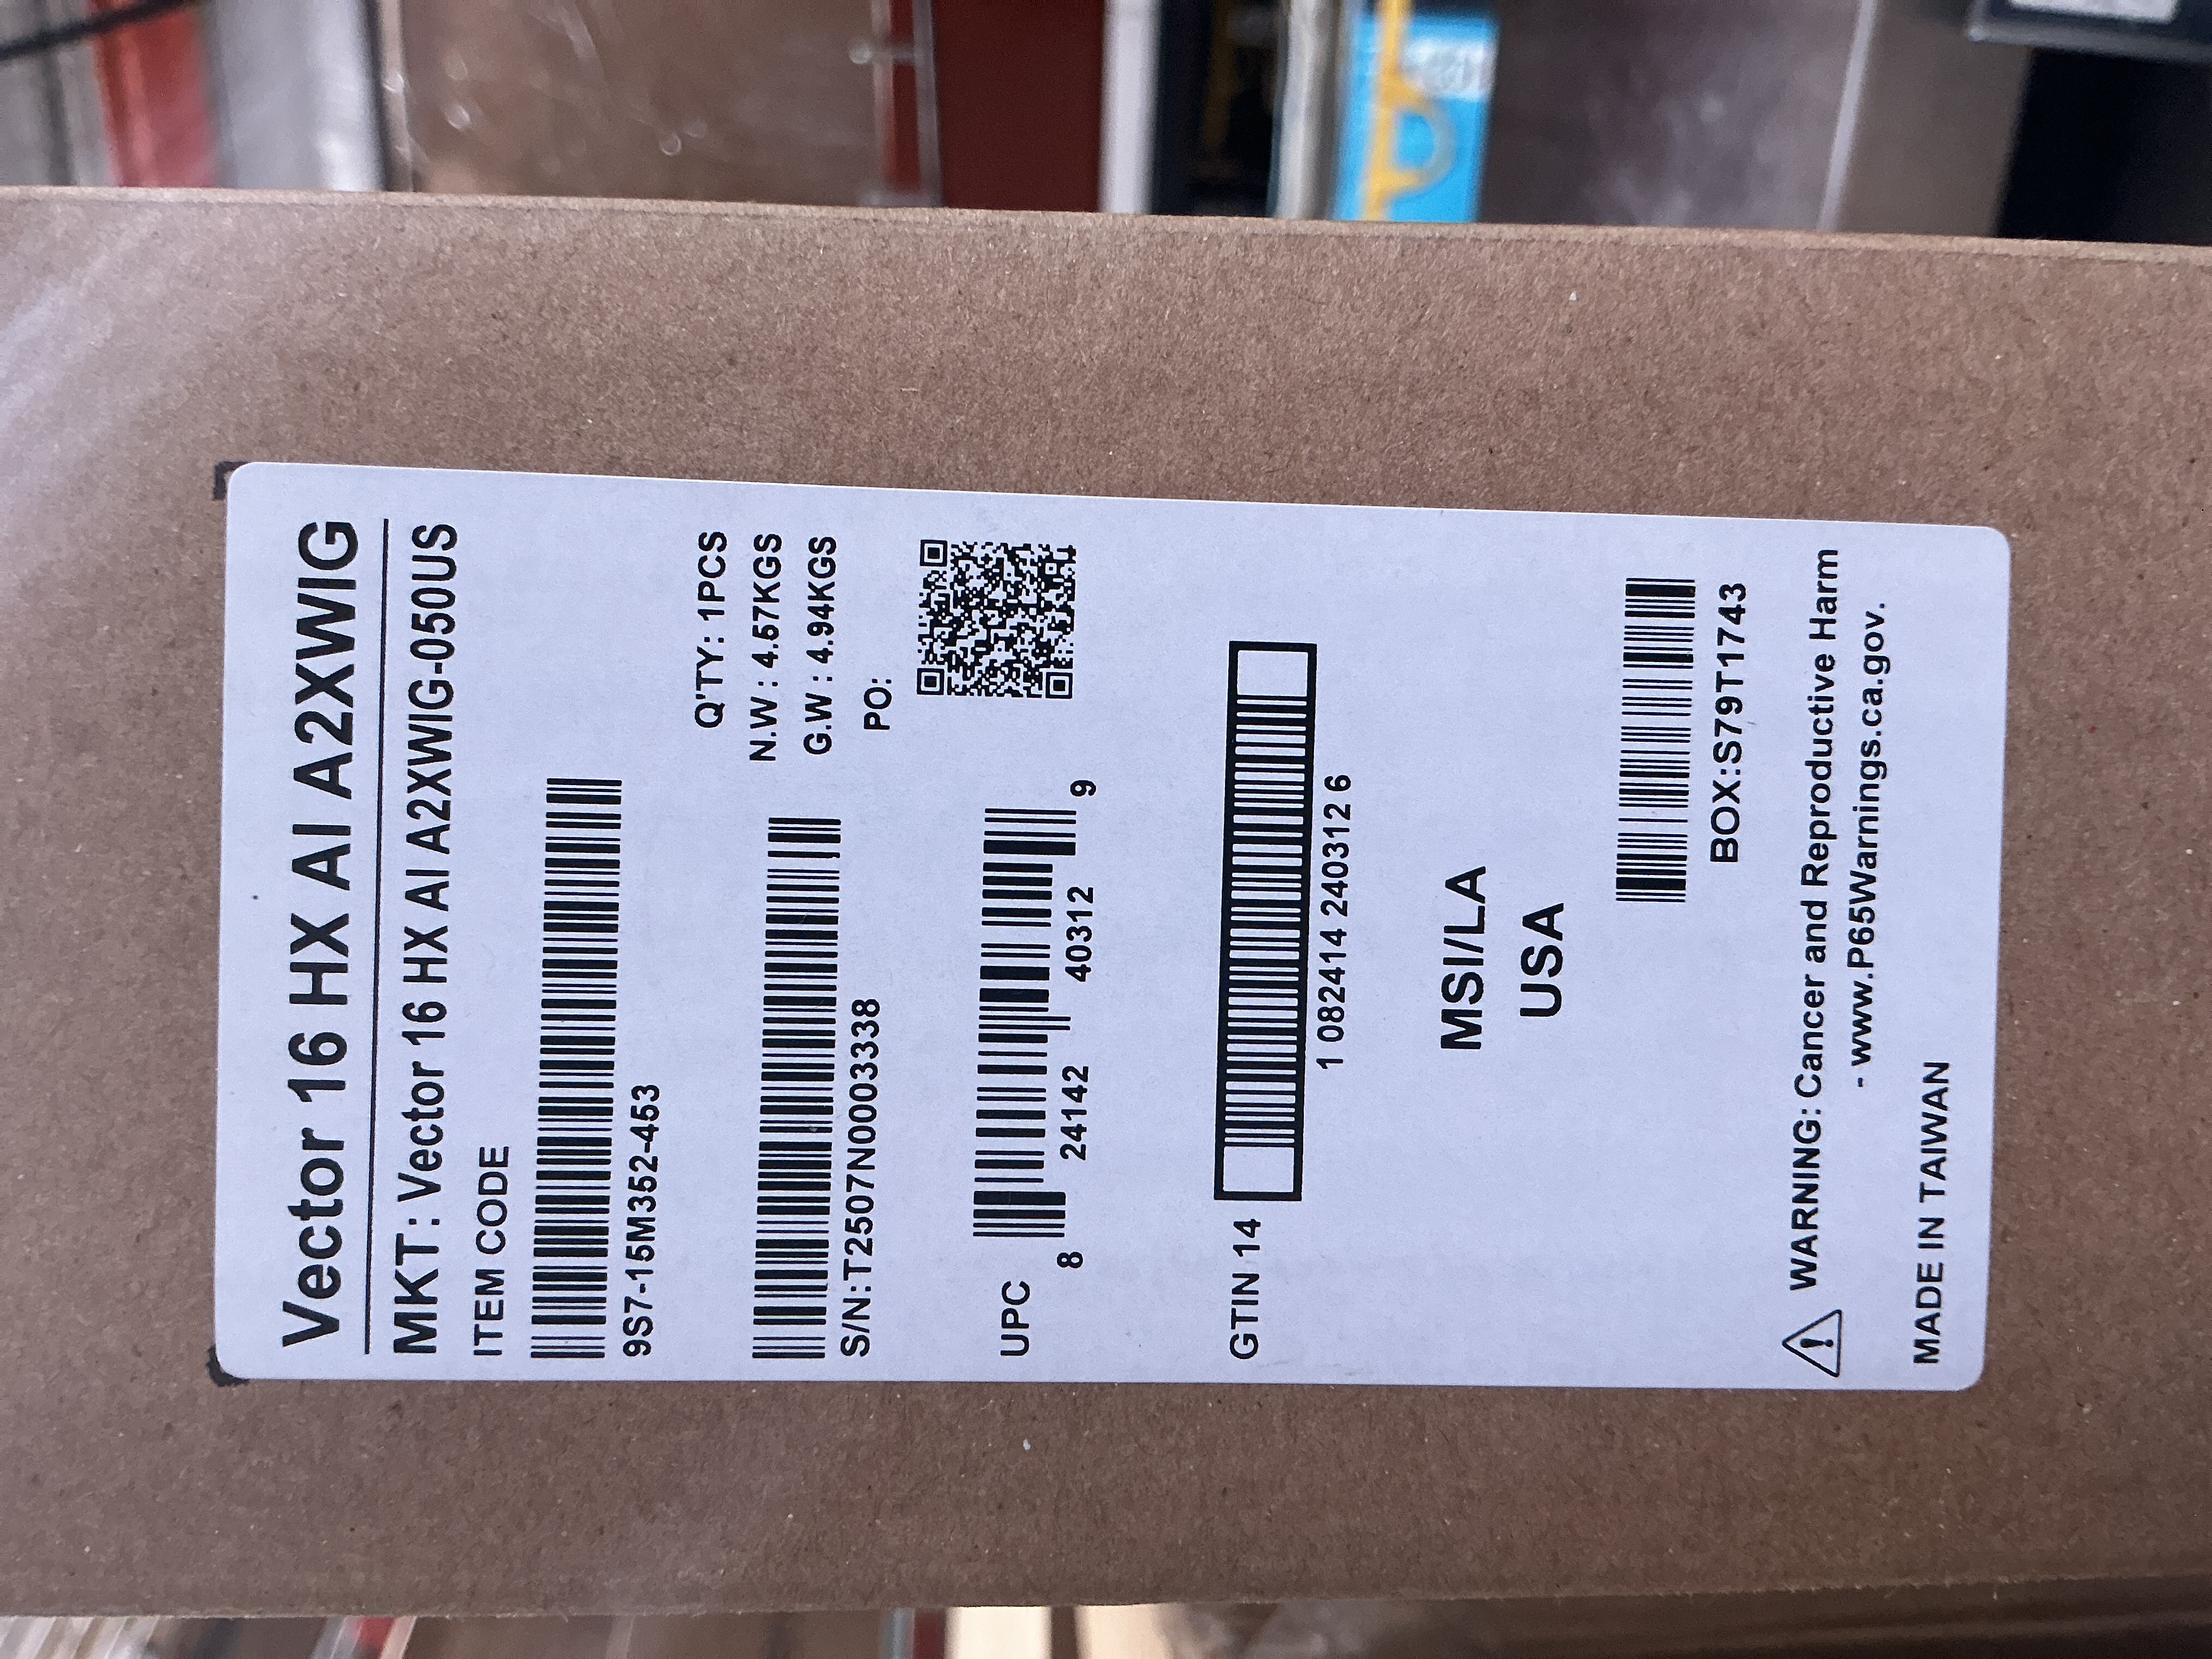 Vector 16 HX AI A2XWIG
MKT: Vector 16 HX AI A2XWIG-050US
ITEM CODE
9S7-15M352-453
Q'TY: 1PCS
N.W : 4.57KGS
G.W : 4.94KGS
PO:
S/N:T2507N0003338
UPC
8 24142 40312 9
GTIN 14
1 082414 240312 6
MSI/LA
USA
BOX:S79T1743
WARNING: Cancer and Reproductive Harm
- www.P65Warnings.ca.gov.
MADE IN TAIWAN